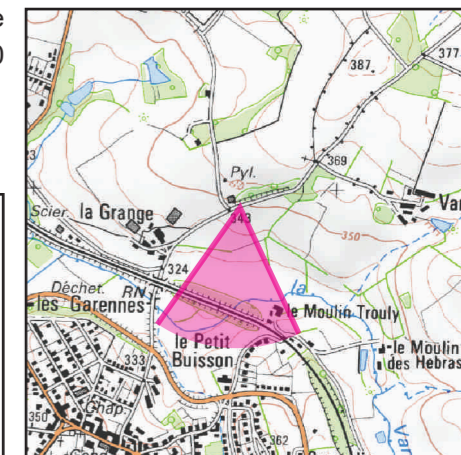 e
)
377
387
369
Pyl.
Scier.
la Grange
343
350
Var
324
la
Déchet.
RN
les Garennes
le Moulin Trouly
le Petit
Buisson
le Moulin
des Hebras
333
Chap.
350
362
Var